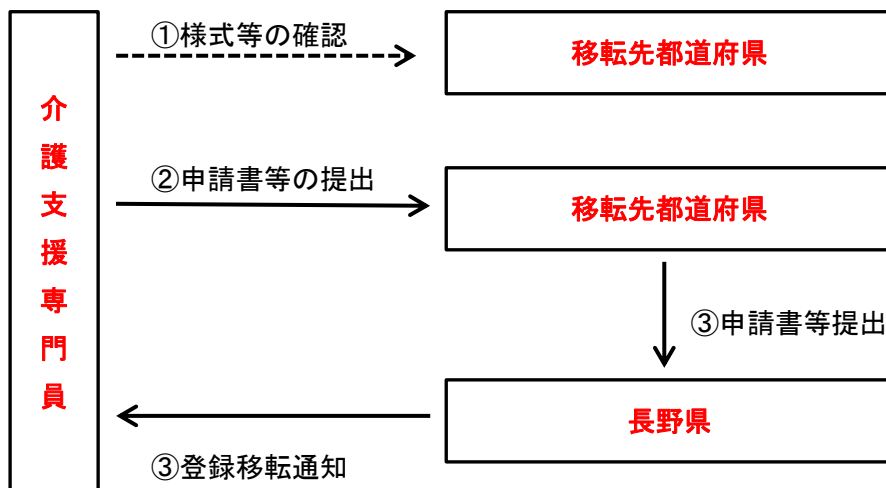 ①様式等の確認
移転先都道府県
介護支援専門員
②申請書等の提出
移転先都道府県
③申請書等提出
長野県
③登録移転通知